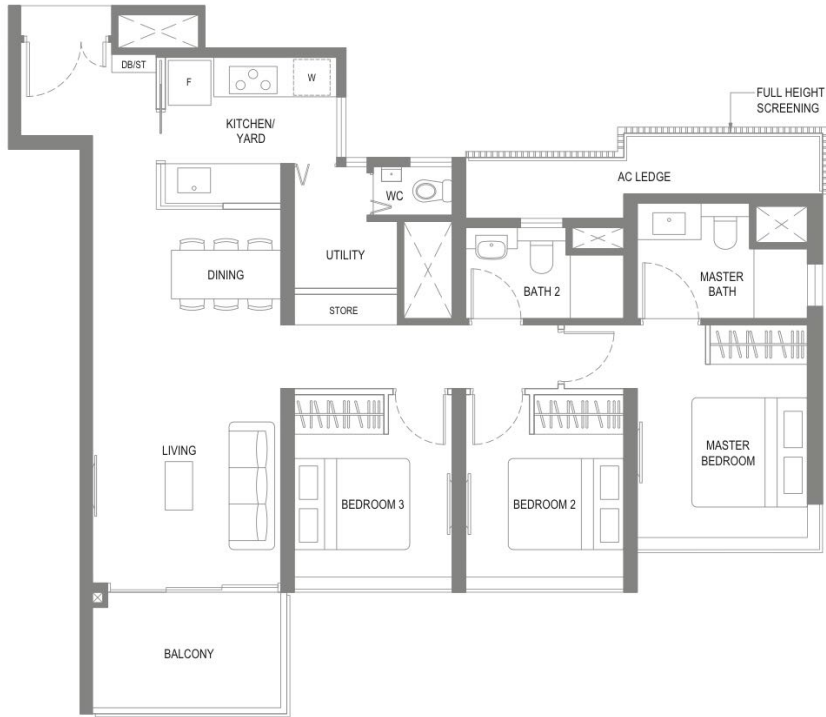 DB/ST
F
W
KITCHEN/
YARD
FULL HEIGHT
SCREENING
AC LEDGE
WC
DINING
UTILITY
BATH 2
MASTER
BATH
STORE
LIVING
BEDROOM 3
BEDROOM 2
MASTER
BEDROOM
BALCONY